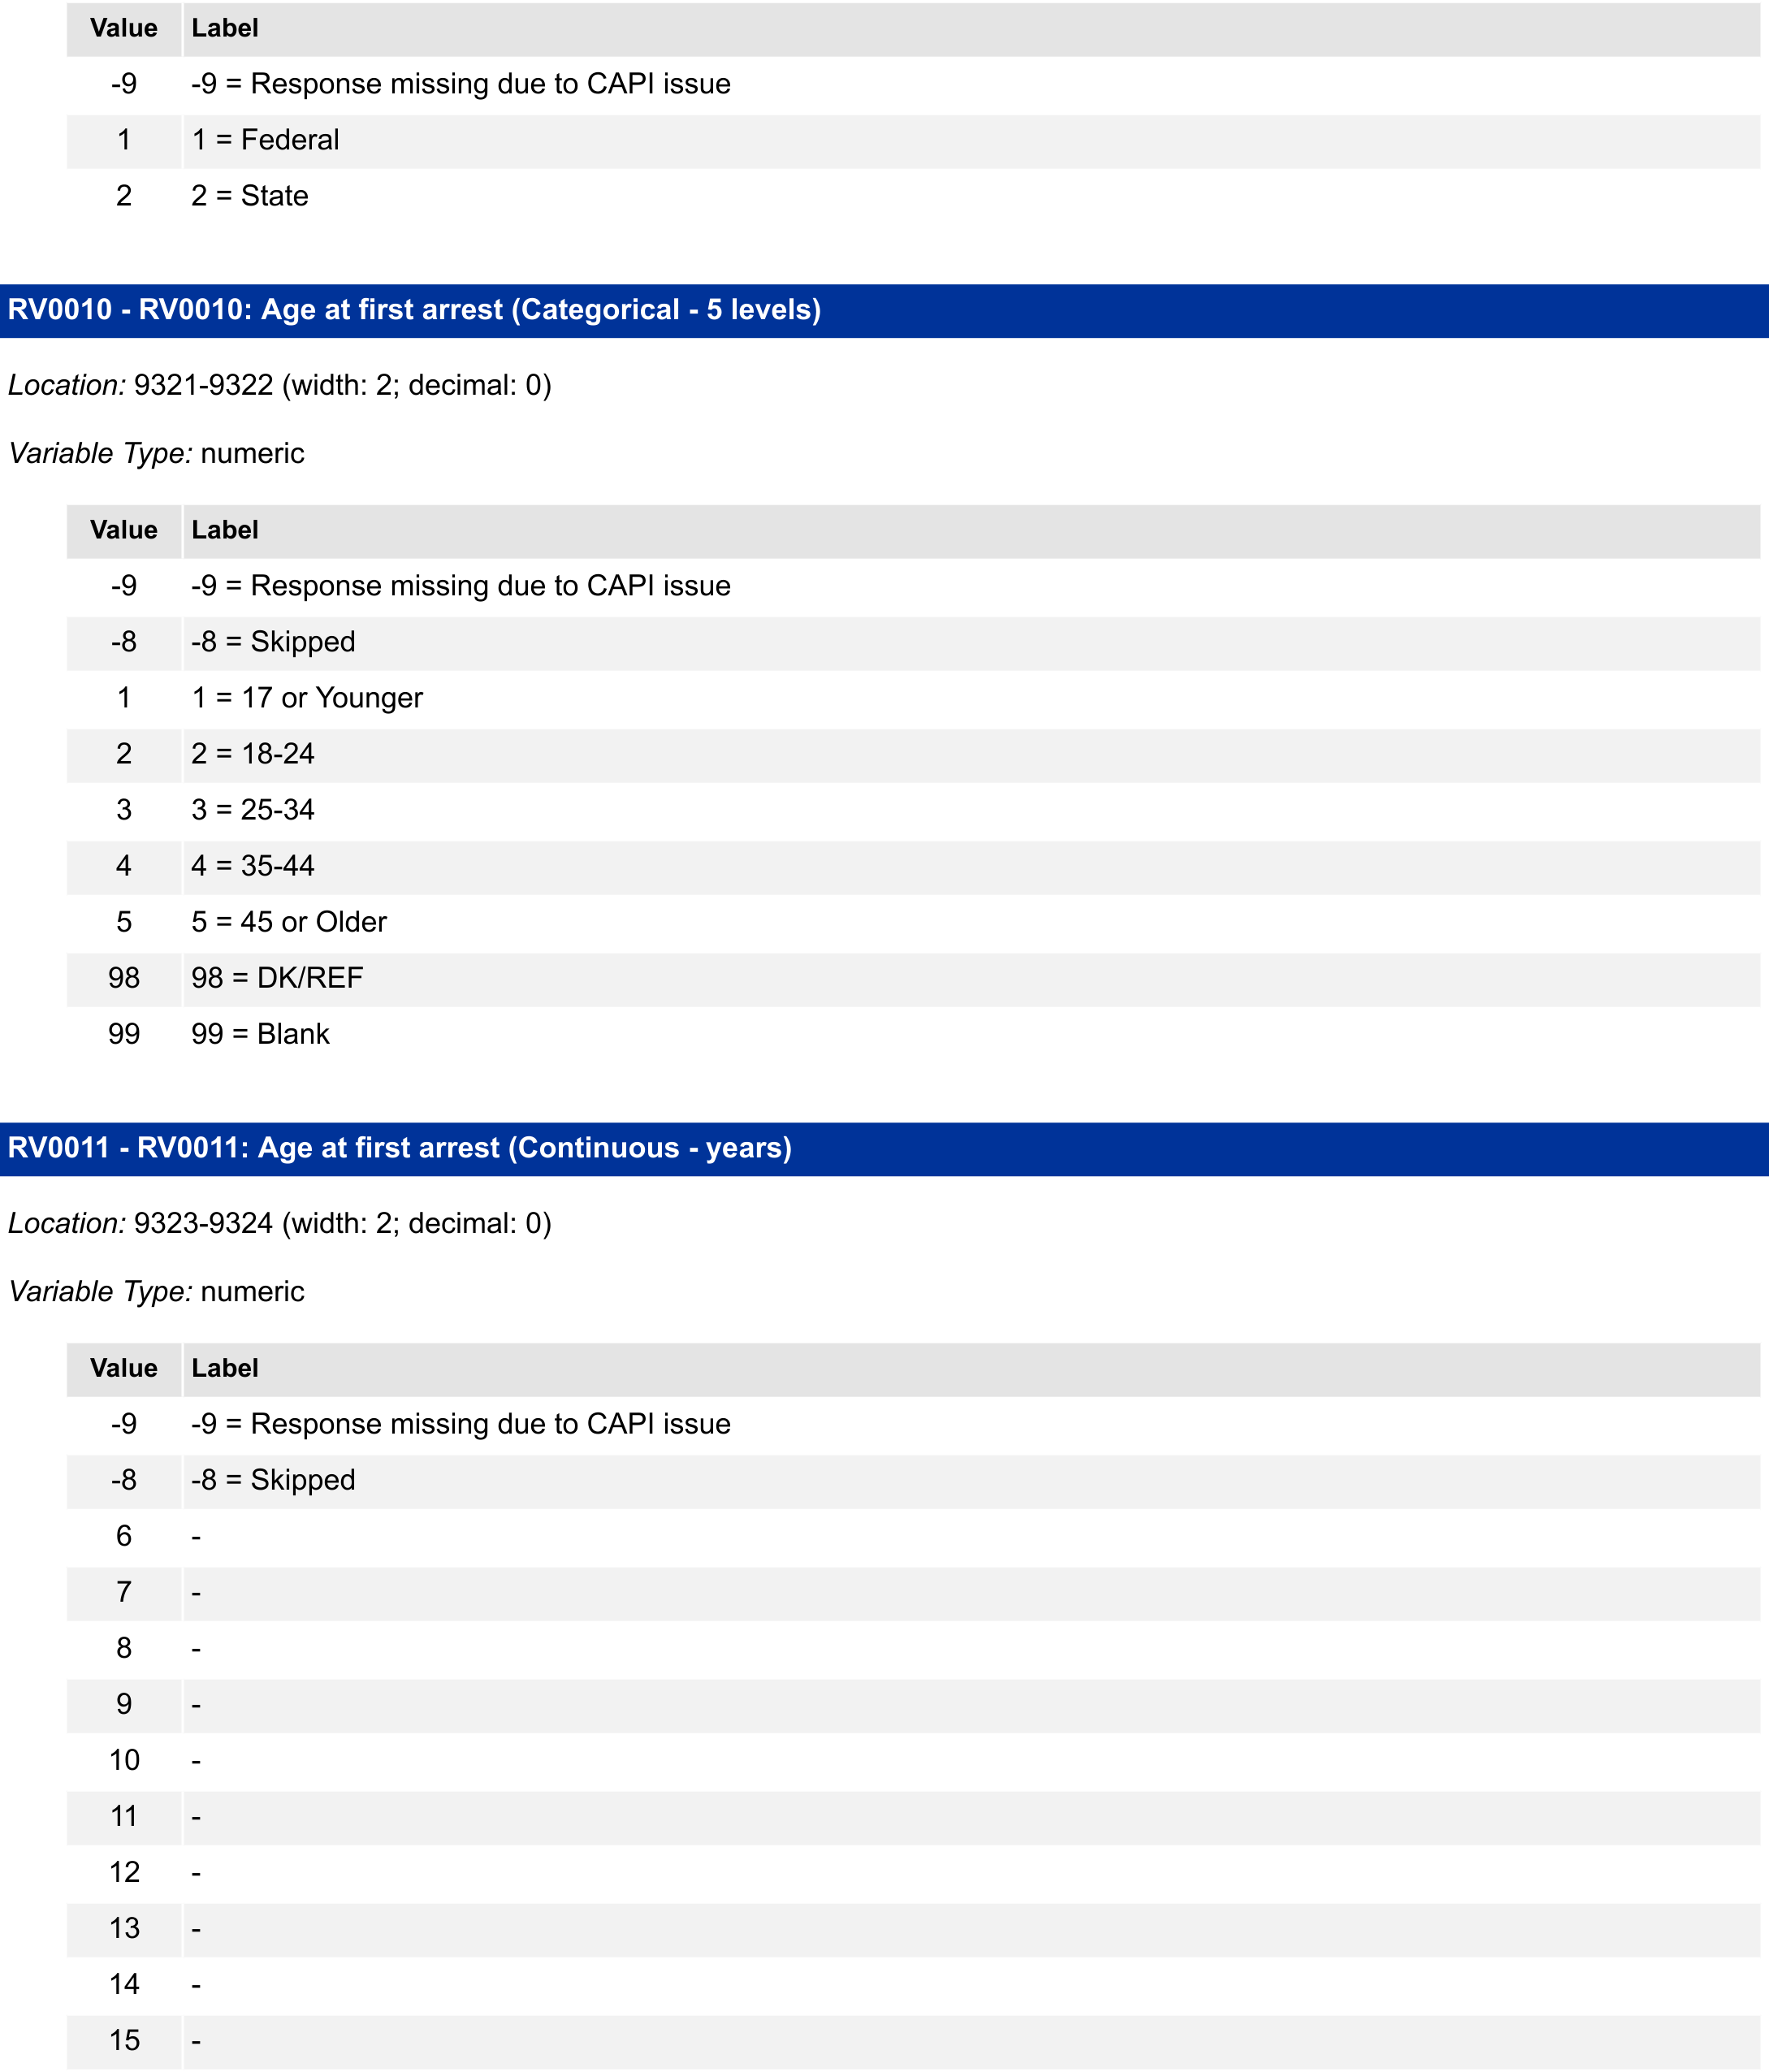 Value Label
-9 -9 = Response missing due to CAPI issue
1 1 = Federal
2 2 = State
RV0010 - RV0010: Age at first arrest (Categorical - 5 levels)
Location: 9321-9322 (width: 2; decimal: 0)
Variable Type: numeric
Value Label
-9 -9 = Response missing due to CAPI issue
-8 -8 = Skipped
1 1 = 17 or Younger
2 2 = 18-24
3 3 = 25-34
4 4 = 35-44
5 5 = 45 or Older
98 98 = DK/REF
99 99 = Blank
RV0011 - RV0011: Age at first arrest (Continuous - years)
Location: 9323-9324 (width: 2; decimal: 0)
Variable Type: numeric
Value Label
-9 -9 = Response missing due to CAPI issue
-8 -8 = Skipped
6 -
7 -
8 -
9 -
10 -
11 -
12 -
13 -
14 -
15 -